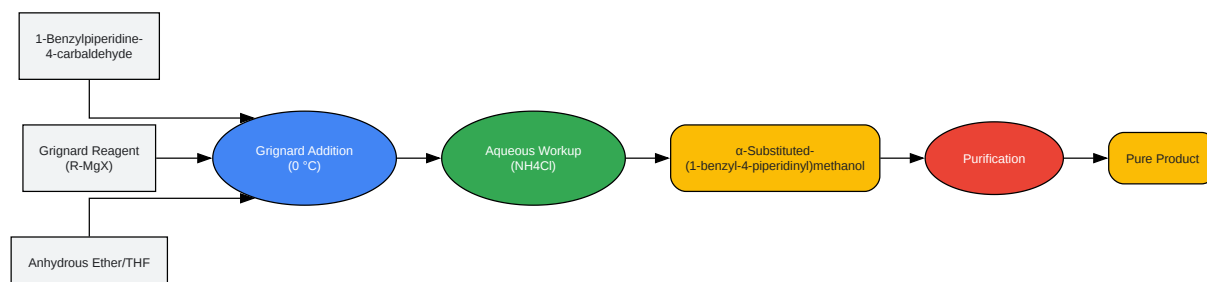 1-Benzylpiperidine-
4-carbaldehyde
Grignard Reagent
(R-MgX)
Anhydrous Ether/THF
Grignard Addition
(0 °C)
Aqueous Workup
(NH4Cl)
α-Substituted-
(1-benzyl-4-piperidinyl)methanol
Purification
Pure Product